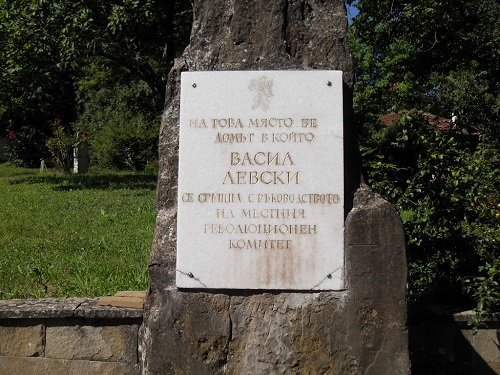 НА ТОВА МЯСТО БЕ
ДОМЪТ В КОЙТО
ВАСИЛ
ЛЕВСКИ
СЕ СРЕЩАЛ С РЪКОВОДСТВОТО
НА МЕСТНИЯ
РЕВОЛЮЦИОНЕН
КОМИТЕТ